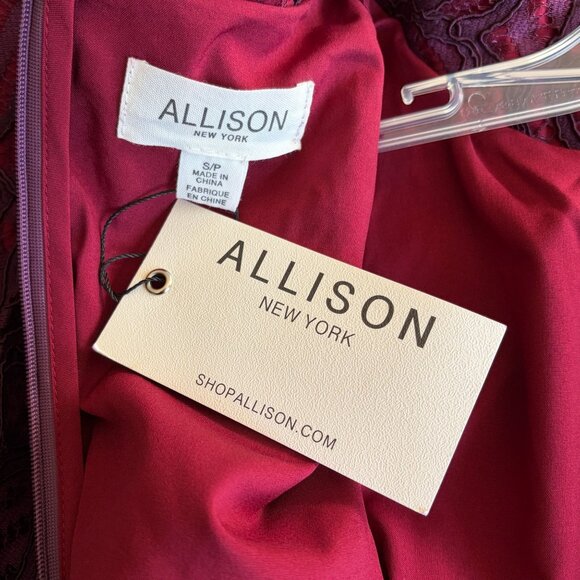 ALLISON
NEW YORK
S/P
MADE IN
CHINA
FABRIQUE
EN CHINE
ALLISON
NEW YORK
SHOPALLISON.COM